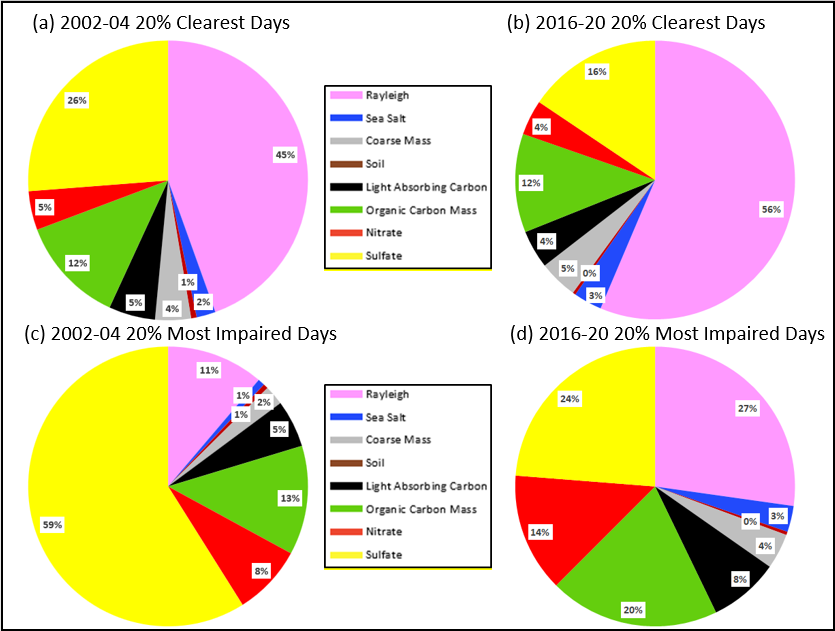 (a) 2002-04 20% Clearest Days
(b) 2016-20 20% Clearest Days
26%
45%
5%
12%
5%
4%
1%
2%
Rayleigh
Sea Salt
Coarse Mass
Soil
Light Absorbing Carbon
Organic Carbon Mass
Nitrate
Sulfate
16%
4%
12%
56%
4%
5%
0%
3%
(c) 2002-04 20% Most Impaired Days
(d) 2016-20 20% Most Impaired Days
11%
1%
2%
1%
5%
13%
59%
8%
Rayleigh
Sea Salt
Coarse Mass
Soil
Light Absorbing Carbon
Organic Carbon Mass
Nitrate
Sulfate
24%
27%
3%
0%
14%
4%
8%
20%